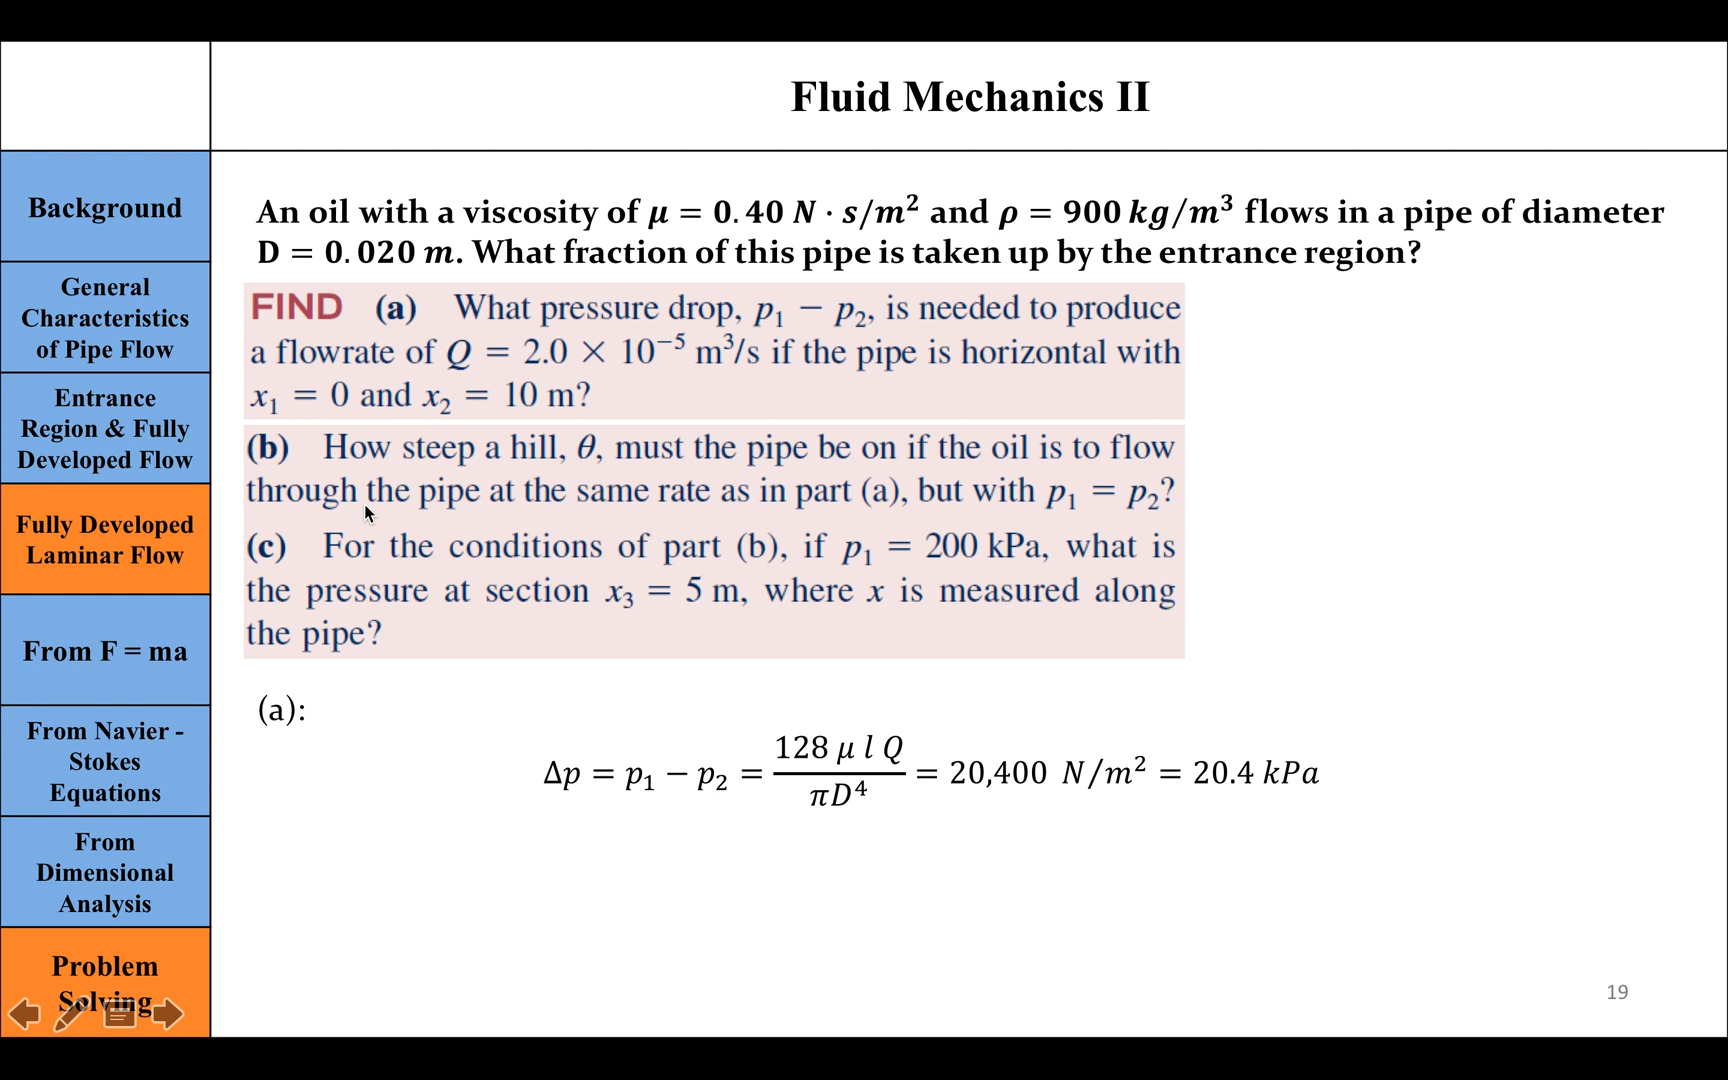 Fluid Mechanics II
Background
General
Characteristics
of Pipe Flow
Entrance
Region & Fully
Developed Flow
Fully Developed
Laminar Flow
From F = ma
From Navier -
Stokes
Equations
From
Dimensional
Analysis
Problem
Solving
An oil with a viscosity of μ = 0.40 N · s/m² and ρ = 900 kg/m³ flows in a pipe of diameter
D = 0.020 m. What fraction of this pipe is taken up by the entrance region?
FIND (a) What pressure drop, p₁ − p₂, is needed to produce
a flowrate of Q = 2.0 × 10⁻⁵ m³/s if the pipe is horizontal with
x₁ = 0 and x₂ = 10 m?
(b) How steep a hill, θ, must the pipe be on if the oil is to flow
through the pipe at the same rate as in part (a), but with p₁ = p₂?
(c) For the conditions of part (b), if p₁ = 200 kPa, what is
the pressure at section x₃ = 5 m, where x is measured along
the pipe?
(a):
Δp = p₁ − p₂ = 128 μ l Q / πD⁴ = 20,400 N/m² = 20.4 kPa
19